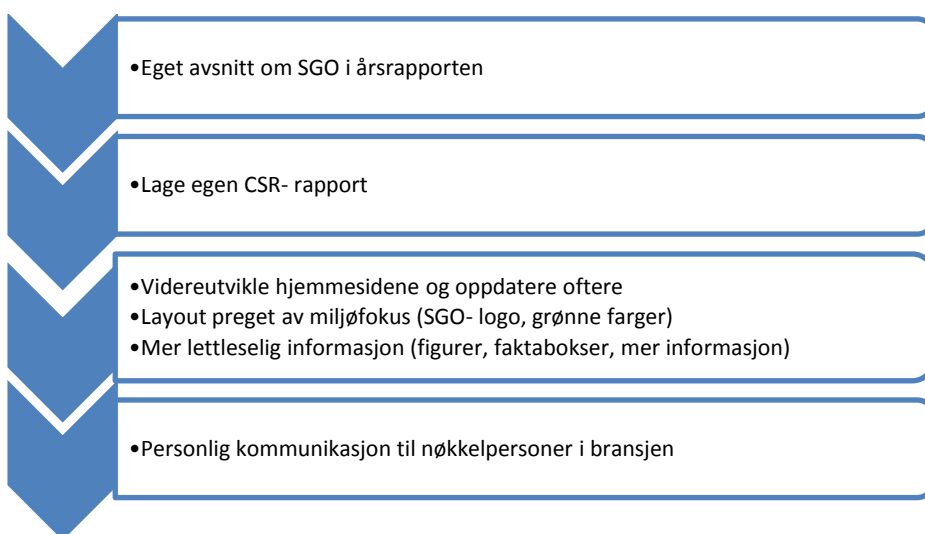 •Eget avsnitt om SGO i årsrapporten
•Lage egen CSR- rapport
•Videreutvikle hjemmesidene og oppdatere oftere
•Layout preget av miljøfokus (SGO- logo, grønne farger)
•Mer lettleselig informasjon (figurer, faktabokser, mer informasjon)
•Personlig kommunikasjon til nøkkelpersoner i bransjen